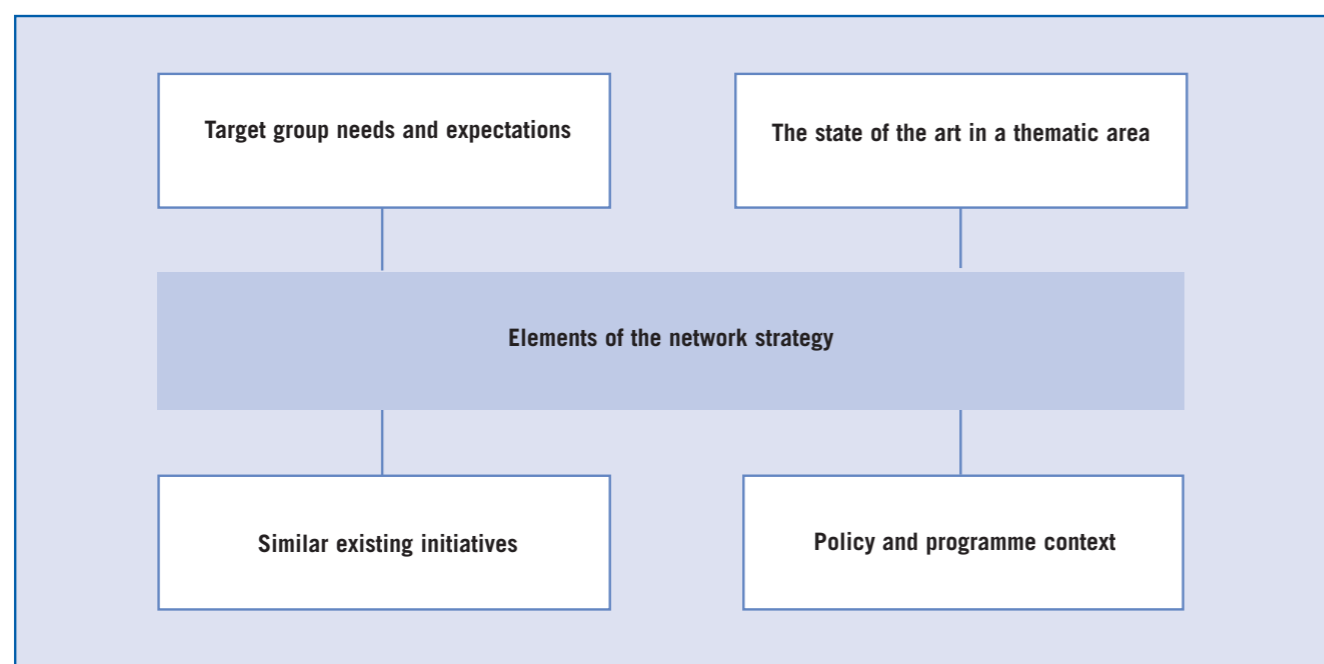 Target group needs and expectations
The state of the art in a thematic area
Elements of the network strategy
Similar existing initiatives
Policy and programme context